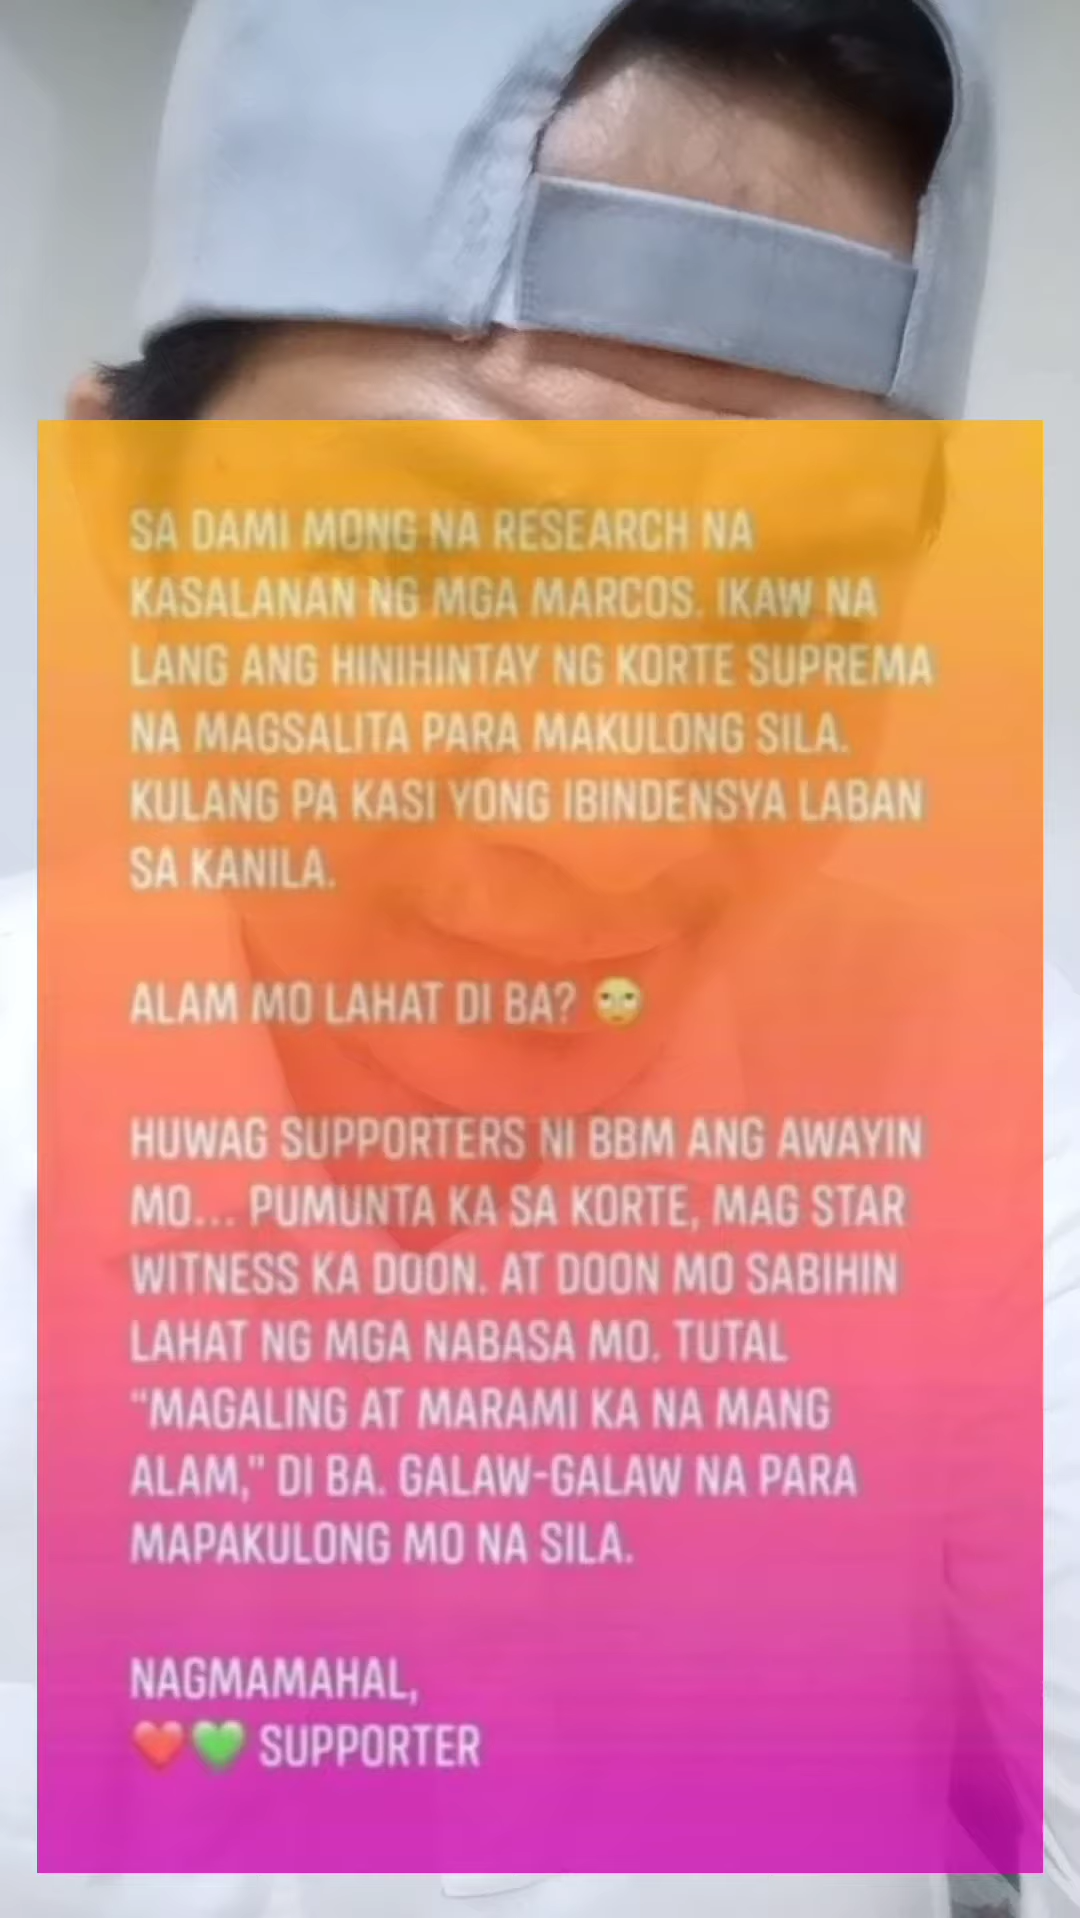 SA DAMI MONG NA RESEARCH NA
KASALANAN NG MGA MARCOS. IKAW NA
LANG ANG HINIHINTAY NG KORTE SUPREMA
NA MAGSALITA PARA MAKULONG SILA.
KULANG PA KASI YONG IBINDENSYA LABAN
SA KANILA.
ALAM MO LAHAT DI BA? 🙄
HUWAG SUPPORTERS NI BBM ANG AWAYIN
MO... PUMUNTA KA SA KORTE, MAG STAR
WITNESS KA DOON. AT DOON MO SABIHIN
LAHAT NG MGA NABASA MO. TUTAL
“MAGALING AT MARAMI KA NA MANG
ALAM,” DI BA. GALAW-GALAW NA PARA
MAPAKULONG MO NA SILA.
NAGMAMAHAL,
❤️💚 SUPPORTER